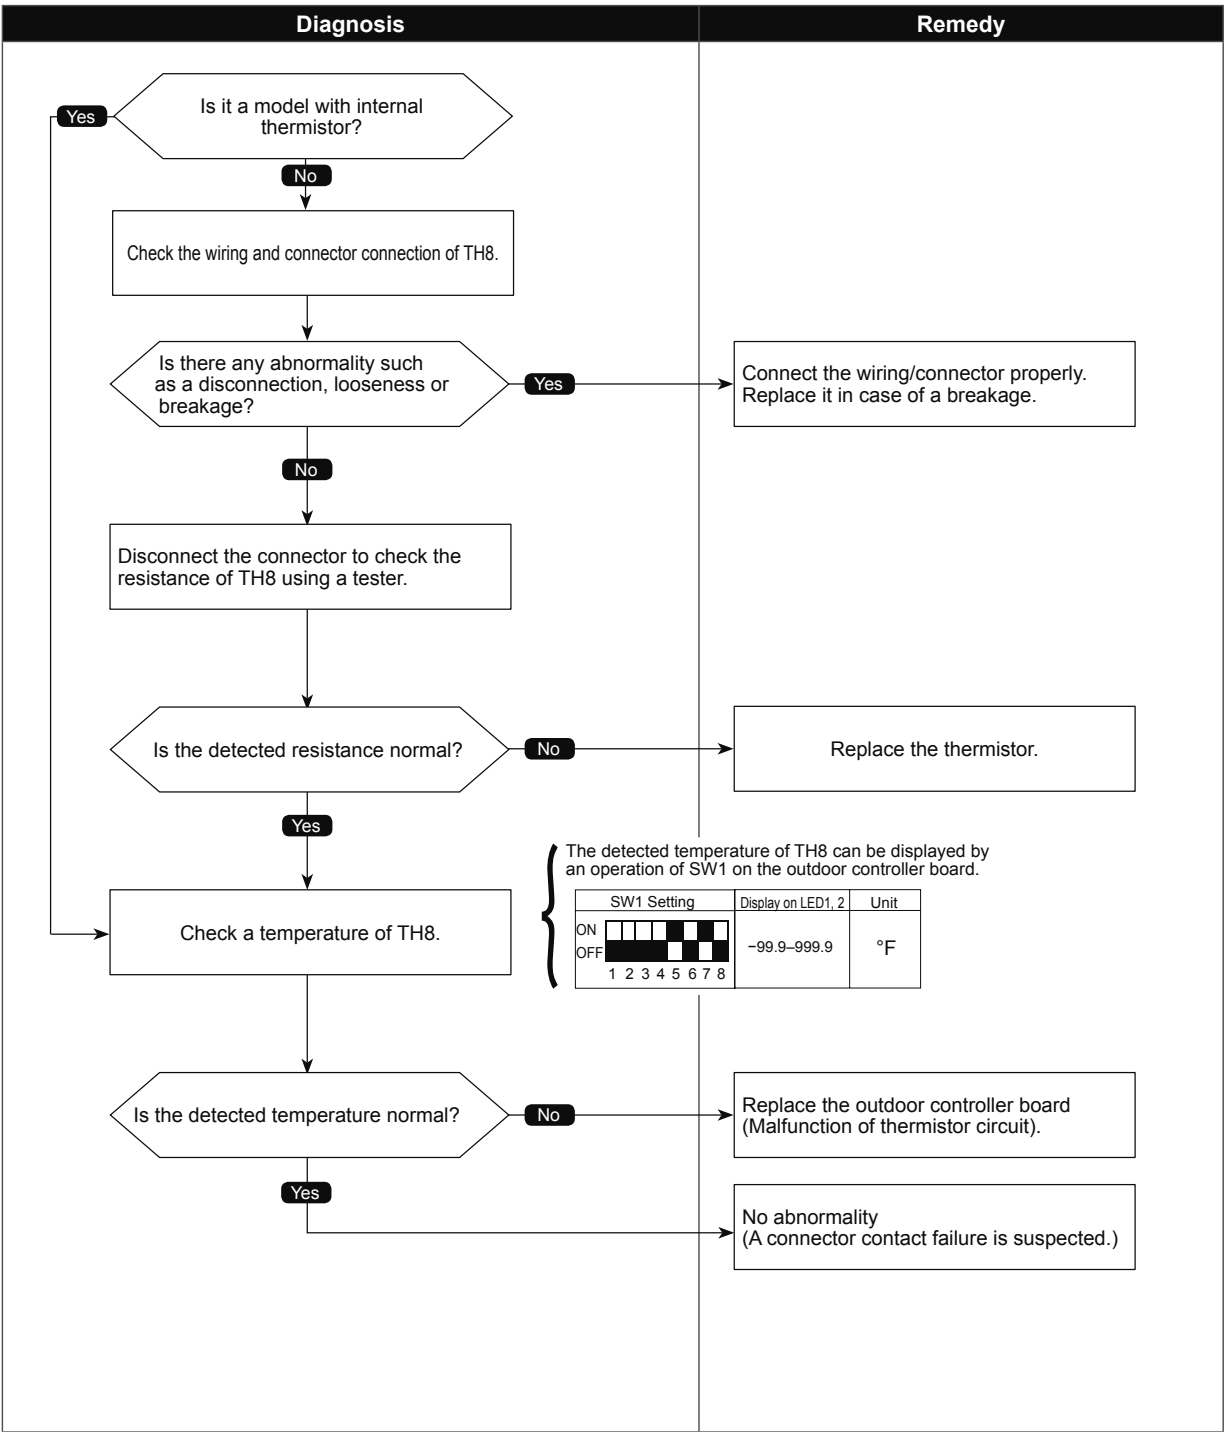 Diagnosis
Remedy
Is it a model with internal
thermistor?
Yes
No
Check the wiring and connector connection of TH8.
Is there any abnormality such
as a disconnection, looseness or
breakage?
Yes
Connect the wiring/connector properly.
Replace it in case of a breakage.
No
Disconnect the connector to check the
resistance of TH8 using a tester.
Is the detected resistance normal?
No
Replace the thermistor.
Yes
The detected temperature of TH8 can be displayed by
an operation of SW1 on the outdoor controller board.
SW1 Setting
Display on LED1, 2
Unit
ON
OFF
1 2 3 4 5 6 7 8
−99.9–999.9
°F
Check a temperature of TH8.
Is the detected temperature normal?
No
Replace the outdoor controller board
(Malfunction of thermistor circuit).
Yes
No abnormality
(A connector contact failure is suspected.)